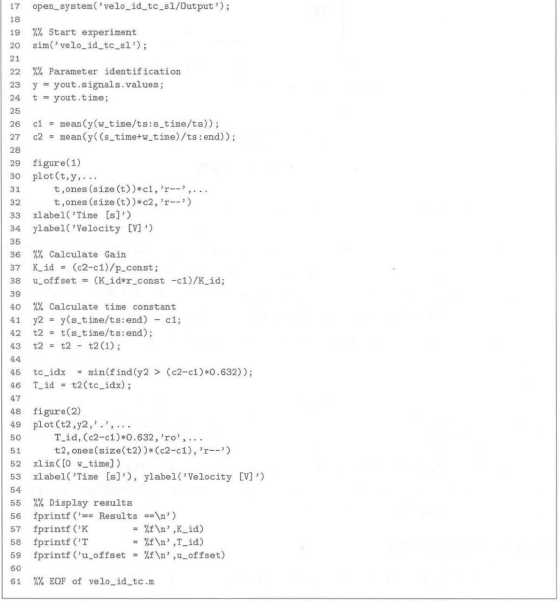 17 open_system('velo_id_tc_sl/Output');
18
19 %% Start experiment
20 sim('velo_id_tc_sl');
21
22 %% Parameter identification
23 y = yout.signals.values;
24 t = yout.time;
25
26 c1 = mean(y(w_time/ts:s_time/ts));
27 c2 = mean(y((s_time+w_time)/ts:end));
28
29 figure(1)
30 plot(t,y,...
31     t,ones(size(t))*c1,'r--',...
32     t,ones(size(t))*c2,'r--')
33 xlabel('Time [s]')
34 ylabel('Velocity [V]')
35
36 %% Calculate Gain
37 K_id = (c2-c1)/p_const;
38 u_offset = (K_id*r_const -c1)/K_id;
39
40 %% Calculate time constant
41 y2 = y(s_time/ts:end) - c1;
42 t2 = t(s_time/ts:end);
43 t2 = t2 - t2(1);
44
45 tc_idx  = min(find(y2 > (c2-c1)*0.632));
46 T_id = t2(tc_idx);
47
48 figure(2)
49 plot(t2,y2,'.',...
50     T_id,(c2-c1)*0.632,'ro',...
51     t2,ones(size(t2))*(c2-c1),'r--')
52 xlim([0 w_time])
53 xlabel('Time [s]'), ylabel('Velocity [V]')
54
55 %% Display results
56 fprintf('== Results ==\n')
57 fprintf('K        = %f\n',K_id)
58 fprintf('T        = %f\n',T_id)
59 fprintf('u_offset = %f\n',u_offset)
60
61 %% EOF of velo_id_tc.m